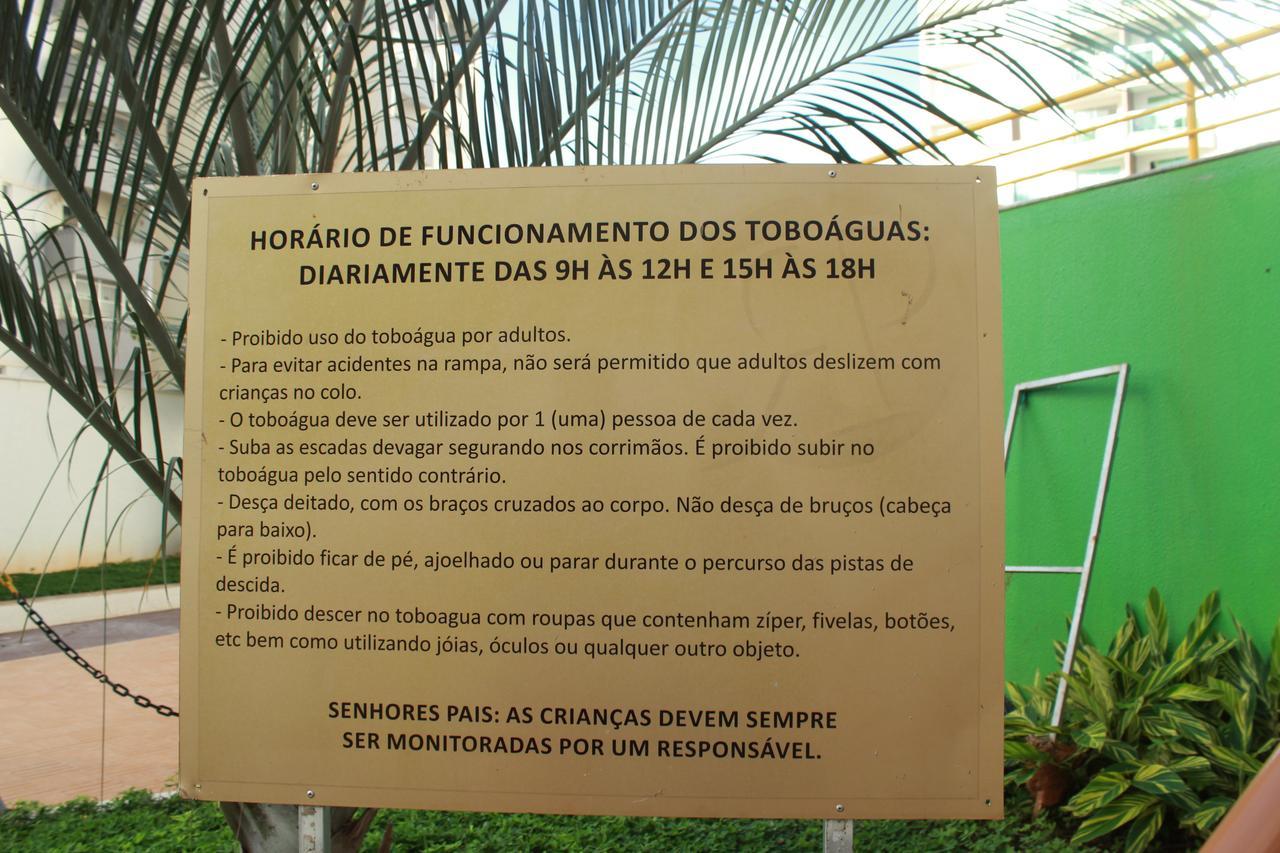 HORÁRIO DE FUNCIONAMENTO DOS TOBOÁGUAS:
DIARIAMENTE DAS 9H ÀS 12H E 15H ÀS 18H
- Proibido uso do toboágua por adultos.
- Para evitar acidentes na rampa, não será permitido que adultos deslizem com
crianças no colo.
- O toboágua deve ser utilizado por 1 (uma) pessoa de cada vez.
- Suba as escadas devagar segurando nos corrimãos. É proibido subir no
toboágua pelo sentido contrário.
- Desça deitado, com os braços cruzados ao corpo. Não desça de bruços (cabeça
para baixo).
- É proibido ficar de pé, ajoelhado ou parar durante o percurso das pistas de
descida.
- Proibido descer no toboagua com roupas que contenham zíper, fivelas, botões,
etc bem como utilizando jóias, óculos ou qualquer outro objeto.
SENHORES PAIS: AS CRIANÇAS DEVEM SEMPRE
SER MONITORADAS POR UM RESPONSÁVEL.